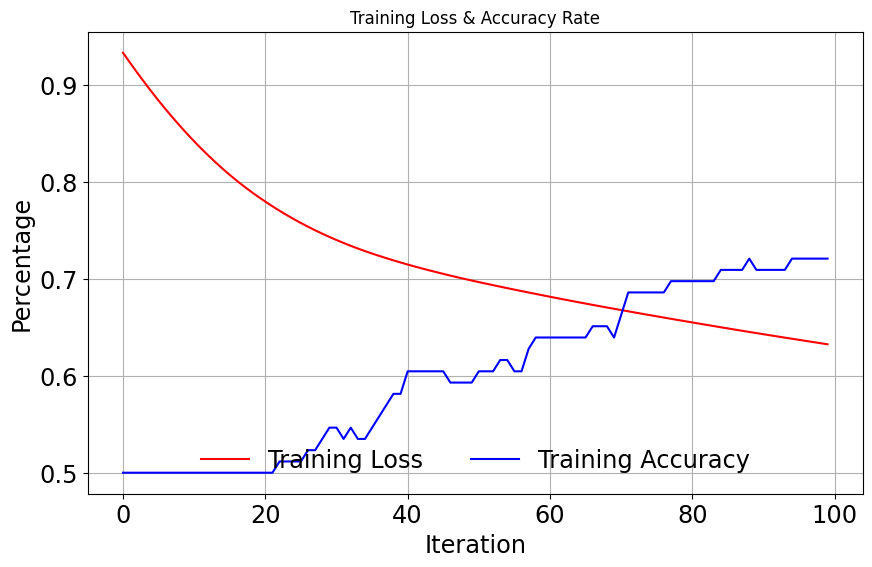 Training Loss & Accuracy Rate
Percentage
0.9
0.8
0.7
0.6
0.5
Training Loss Training Accuracy
0 20 40 60 80 100
Iteration